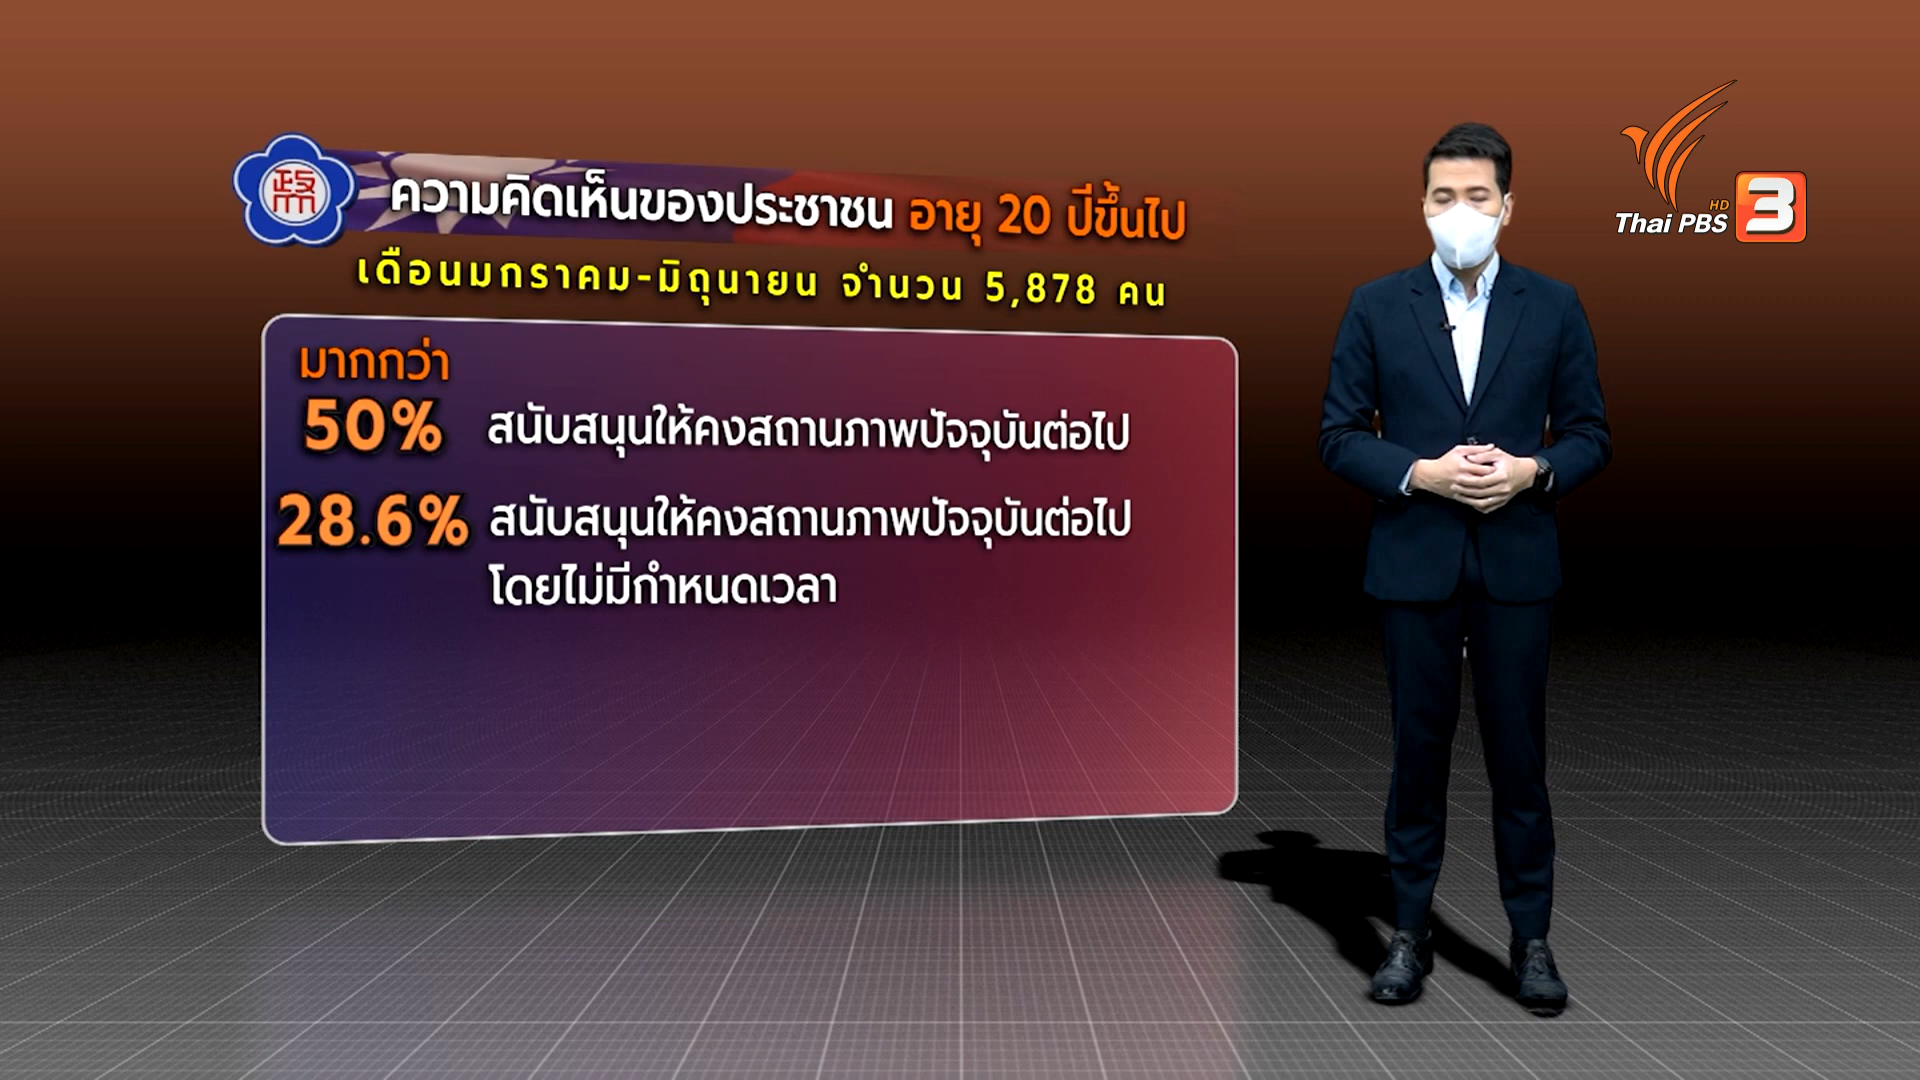 政大
ความคิดเห็นของประชาชน อายุ 20 ปีขึ้นไป
เดือนมกราคม-มิถุนายน จำนวน 5,878 คน
มากกว่า
50% สนับสนุนให้คงสถานภาพปัจจุบันต่อไป
28.6% สนับสนุนให้คงสถานภาพปัจจุบันต่อไป
โดยไม่มีกำหนดเวลา
Thai PBS HD 3